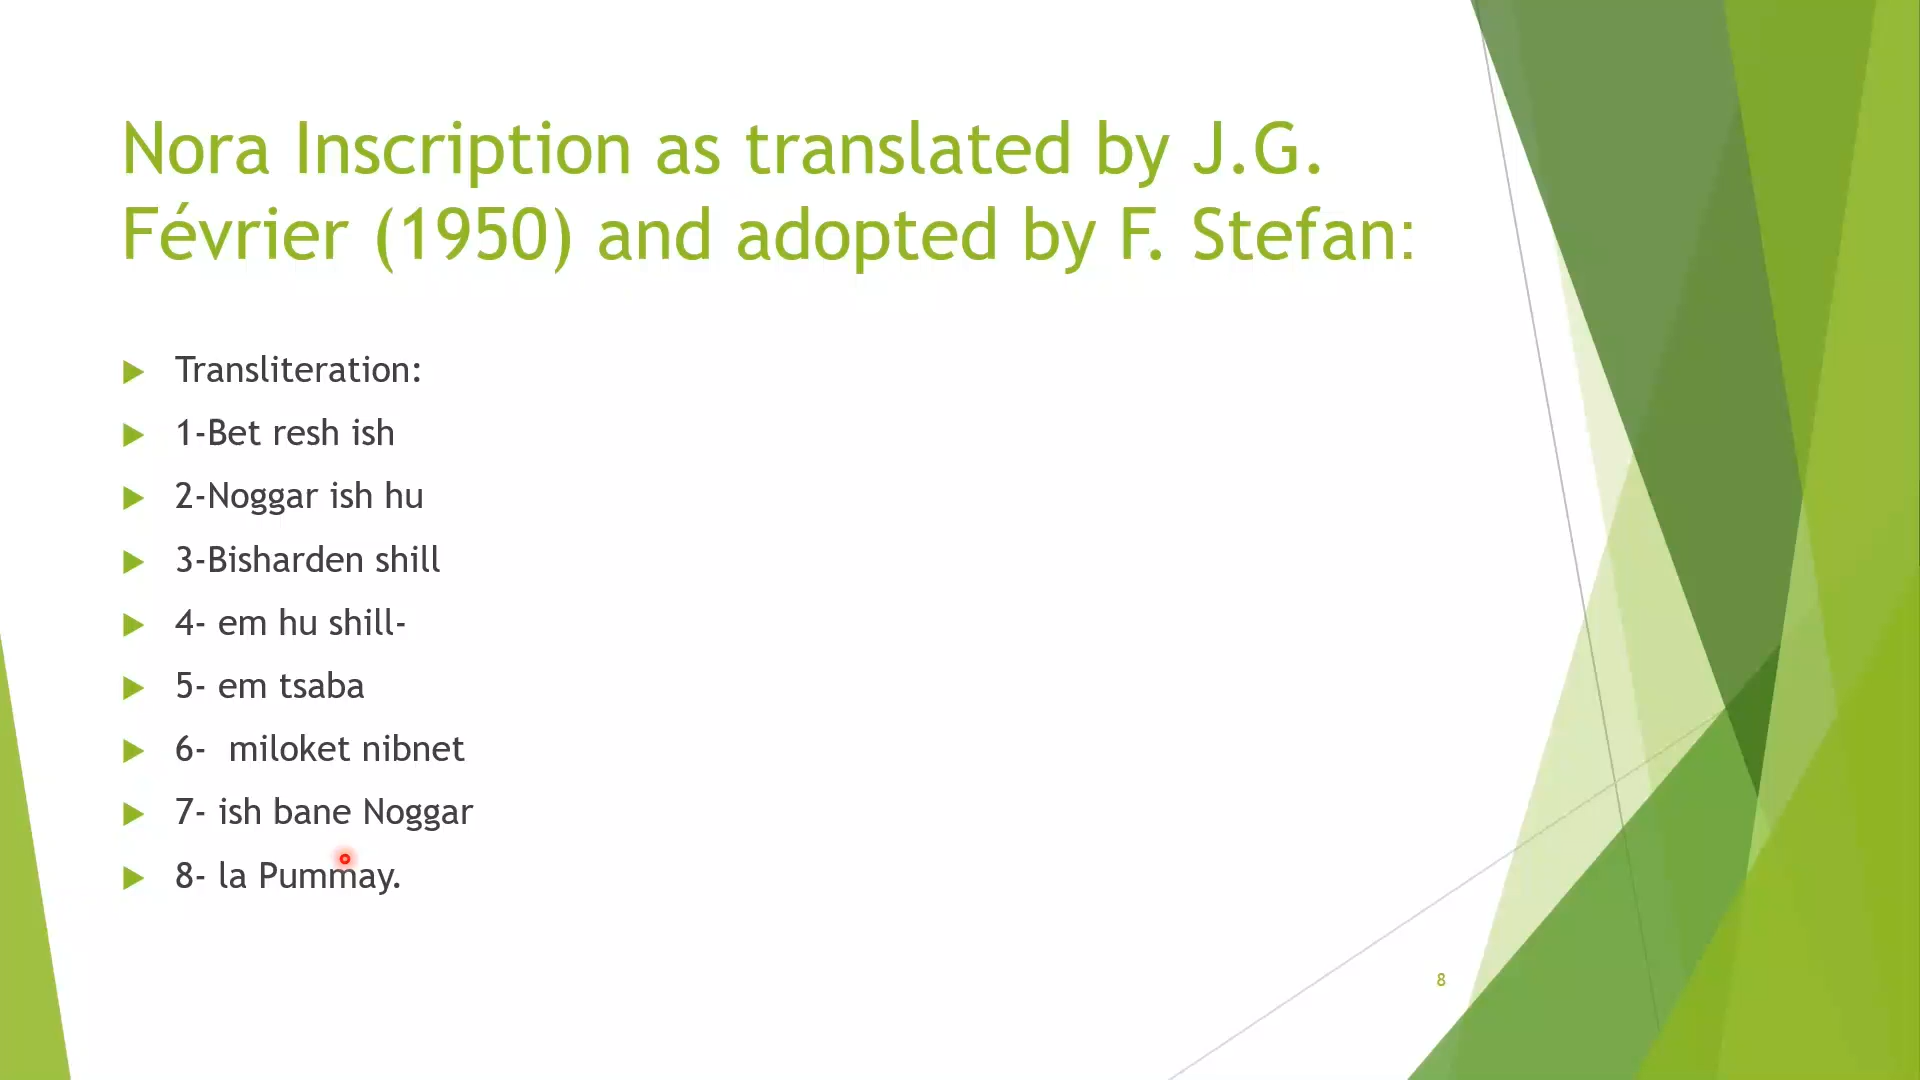 Nora Inscription as translated by J.G.
Février (1950) and adopted by F. Stefan:
Transliteration:
1-Bet resh ish
2-Noggar ish hu
3-Bisharden shill
4- em hu shill-
5- em tsaba
6-  miloket nibnet
7- ish bane Noggar
8- la Pummay.
8